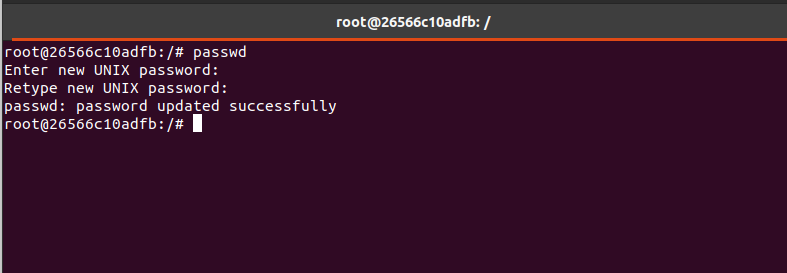 root@26566c10adfb: /
root@26566c10adfb:/# passwd
Enter new UNIX password:
Retype new UNIX password:
passwd: password updated successfully
root@26566c10adfb:/#